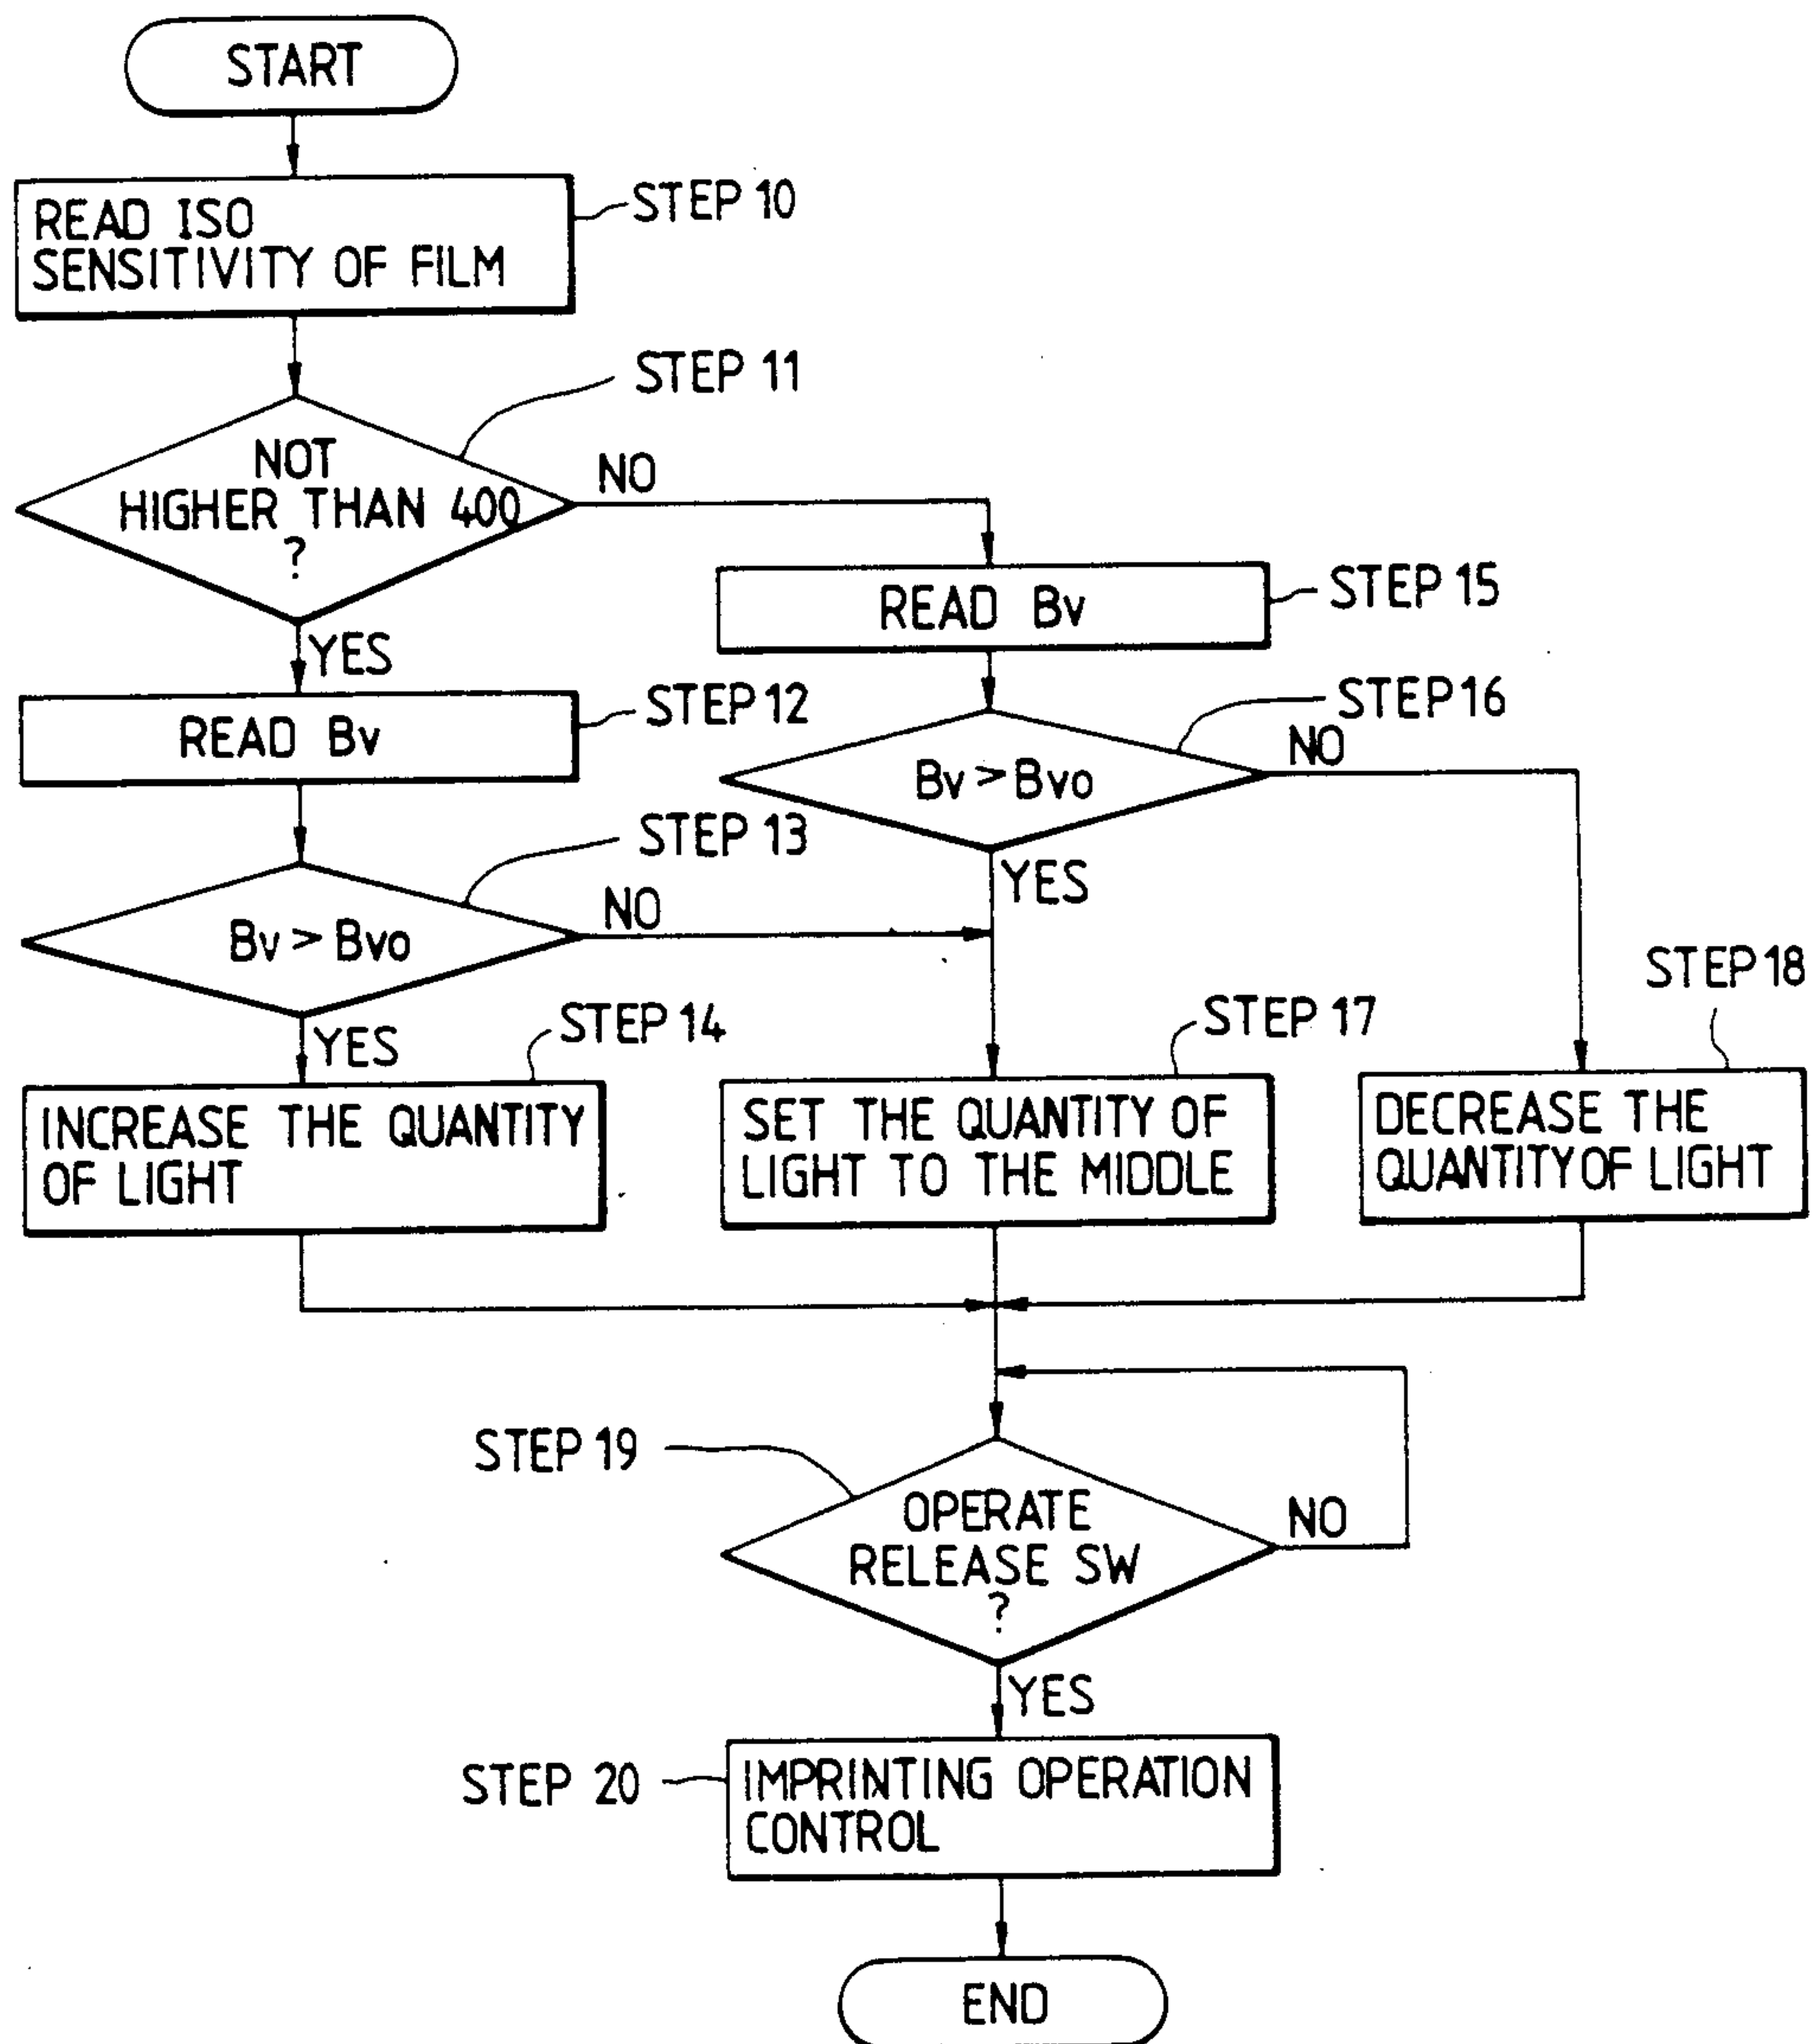 START
READ ISO
SENSITIVITY OF FILM
STEP 10
STEP 11
NOT
HIGHER THAN 400
?
NO
YES
READ Bv
STEP 15
READ Bv
STEP 12
STEP 16
Bv > Bvo
NO
YES
STEP 13
Bv > Bvo
NO
YES
STEP 14
INCREASE THE QUANTITY
OF LIGHT
STEP 17
SET THE QUANTITY OF
LIGHT TO THE MIDDLE
STEP 18
DECREASE THE
QUANTITY OF LIGHT
STEP 19
OPERATE
RELEASE SW
?
NO
YES
STEP 20
IMPRINTING OPERATION
CONTROL
END